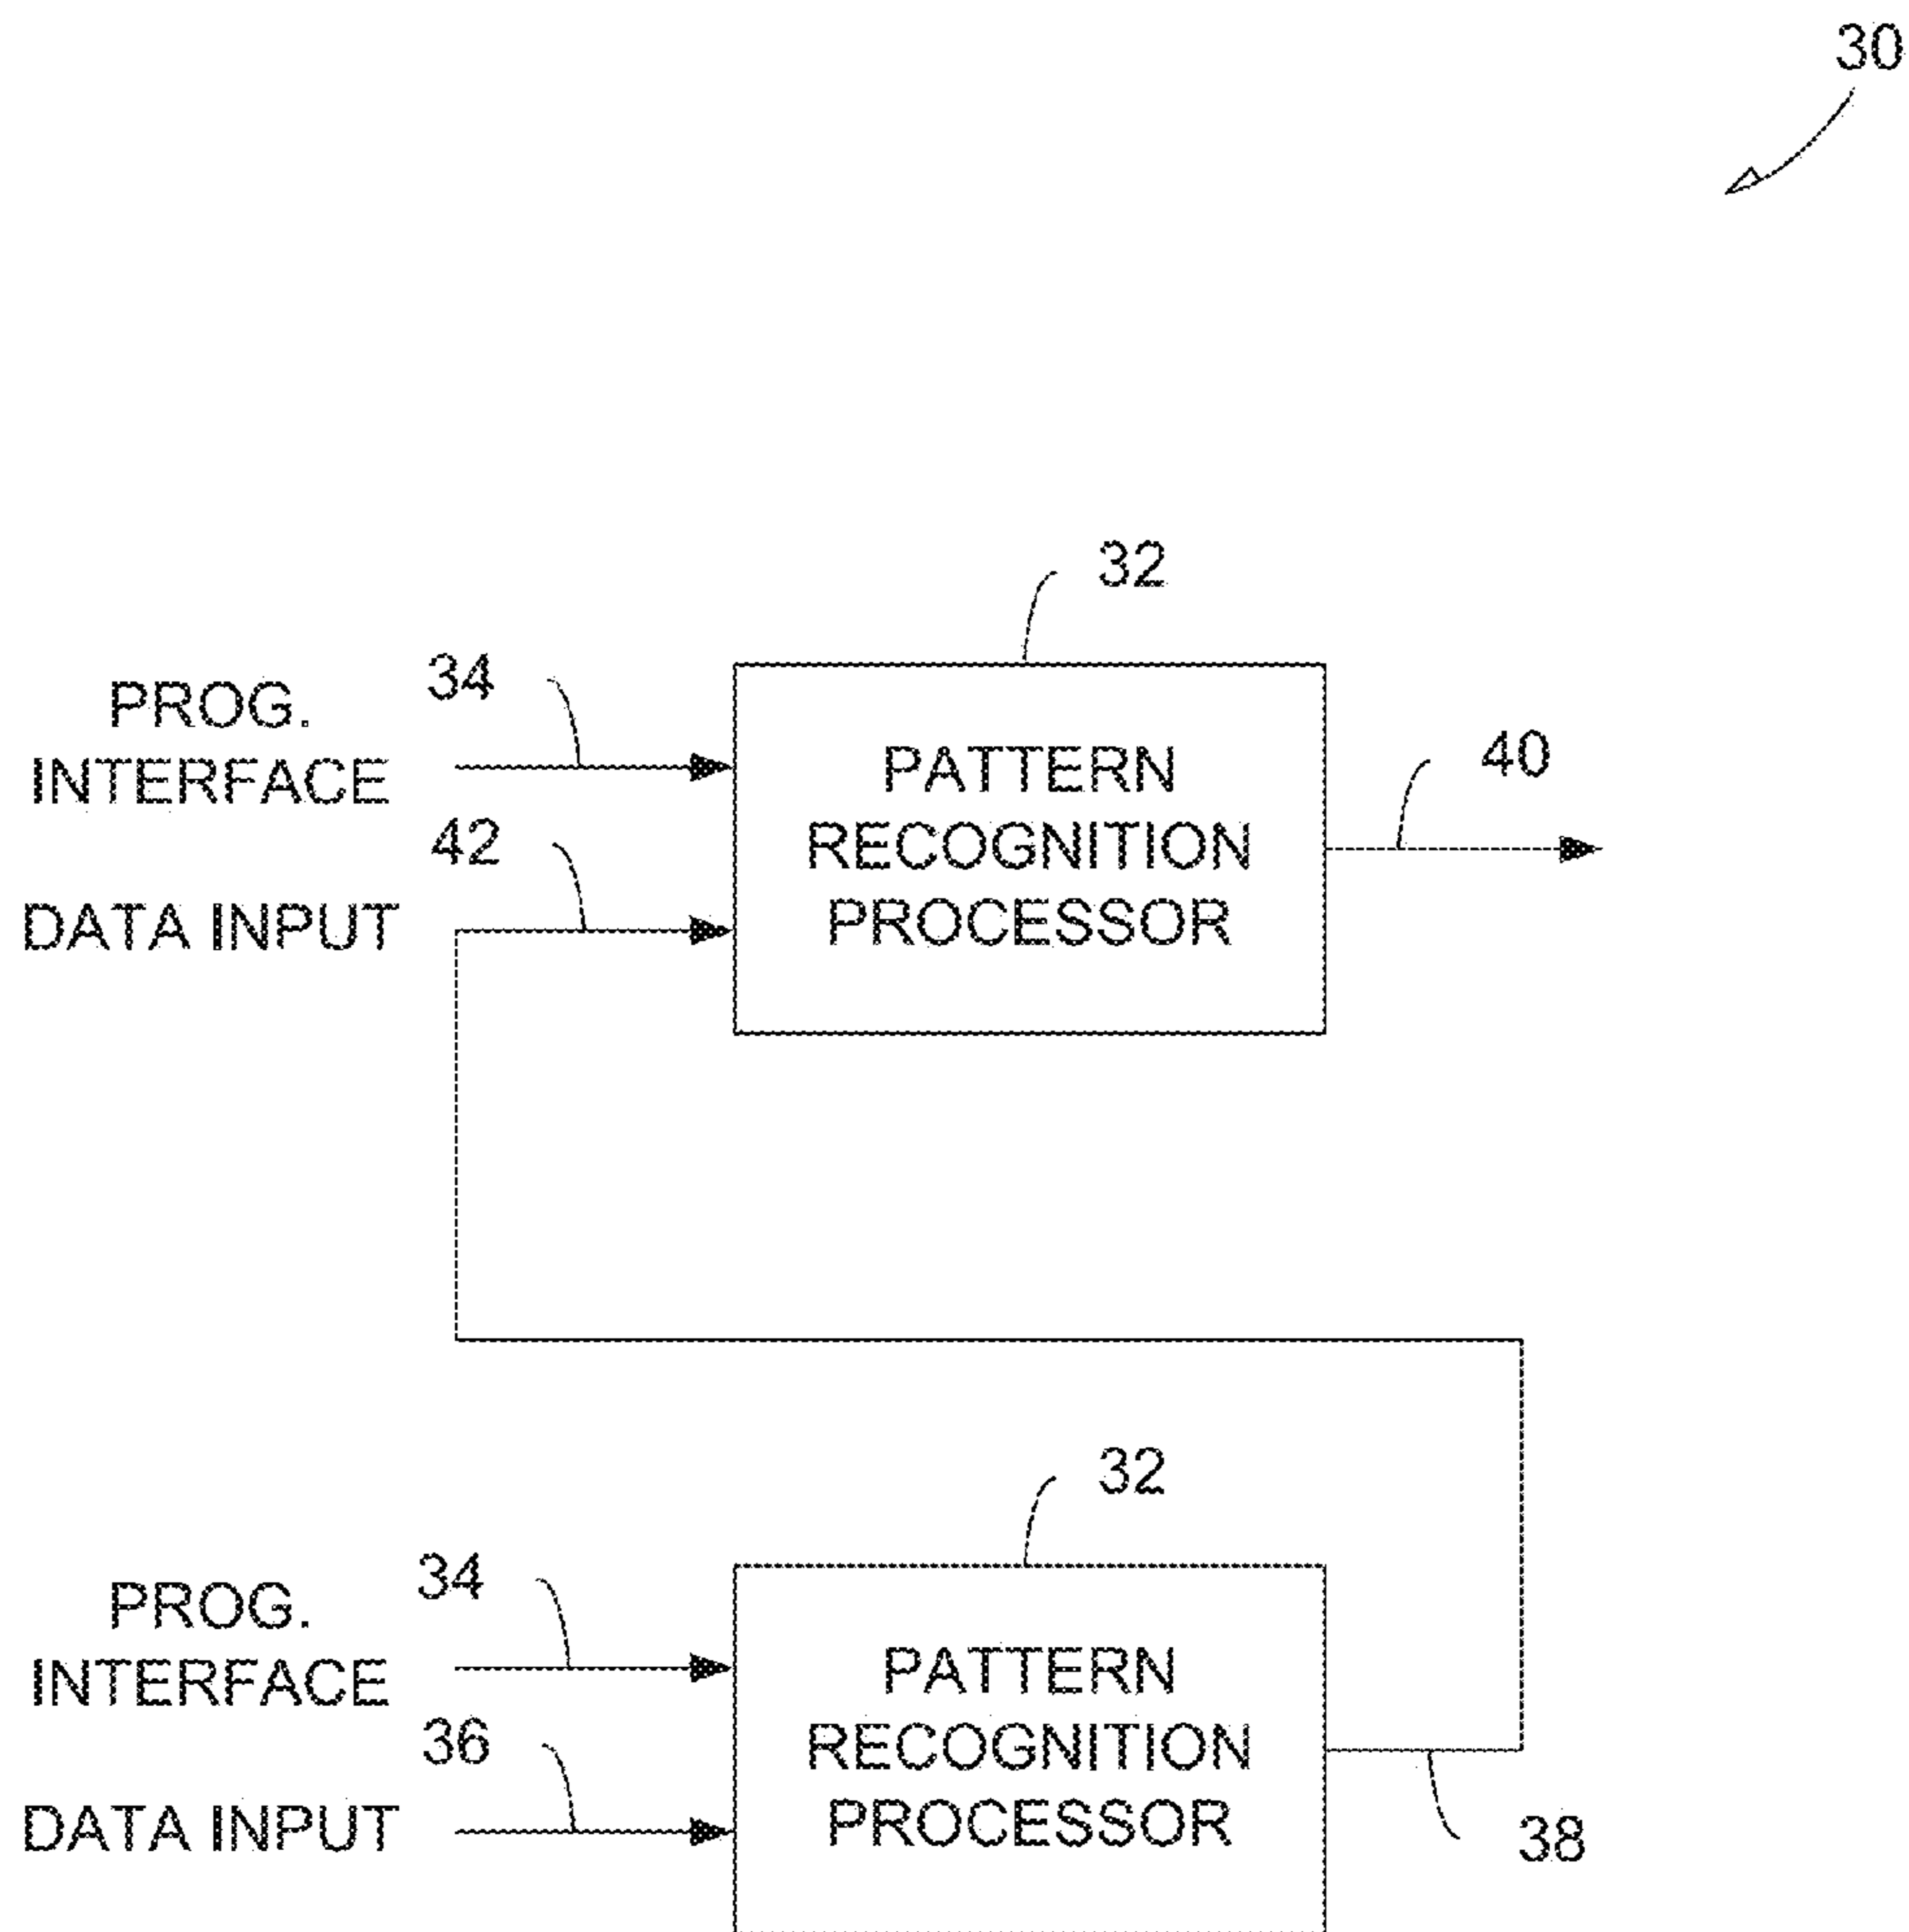 30
32
34
PROG.
INTERFACE
42
DATA INPUT
PATTERN
RECOGNITION
PROCESSOR
40
32
34
PROG.
INTERFACE
36
DATA INPUT
PATTERN
RECOGNITION
PROCESSOR
38